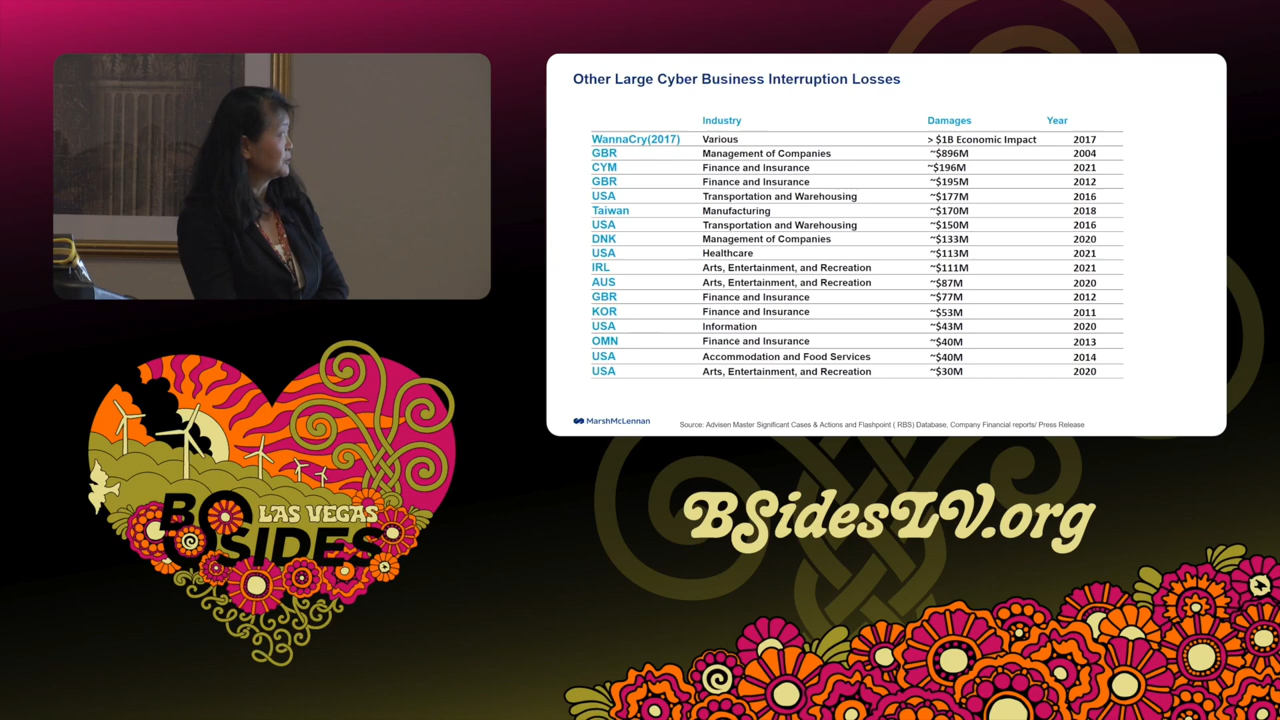 Other Large Cyber Business Interruption Losses
Industry Damages Year
WannaCry(2017) Various > $1B Economic Impact 2017
GBR Management of Companies ~$896M 2004
CYM Finance and Insurance ~$196M 2021
GBR Finance and Insurance ~$195M 2012
USA Transportation and Warehousing ~$177M 2016
Taiwan Manufacturing ~$170M 2018
USA Transportation and Warehousing ~$150M 2016
DNK Management of Companies ~$133M 2020
USA Healthcare ~$113M 2021
IRL Arts, Entertainment, and Recreation ~$111M 2021
AUS Arts, Entertainment, and Recreation ~$87M 2020
GBR Finance and Insurance ~$77M 2012
KOR Finance and Insurance ~$53M 2011
USA Information ~$43M 2020
OMN Finance and Insurance ~$40M 2013
USA Accommodation and Food Services ~$40M 2014
USA Arts, Entertainment, and Recreation ~$30M 2020
MarshMcLennan
Source: Advisen Master Significant Cases & Actions and Flashpoint ( RBS) Database, Company Financial reports/ Press Release
LAS VEGAS
BSIDES
BSidesLV.org
23